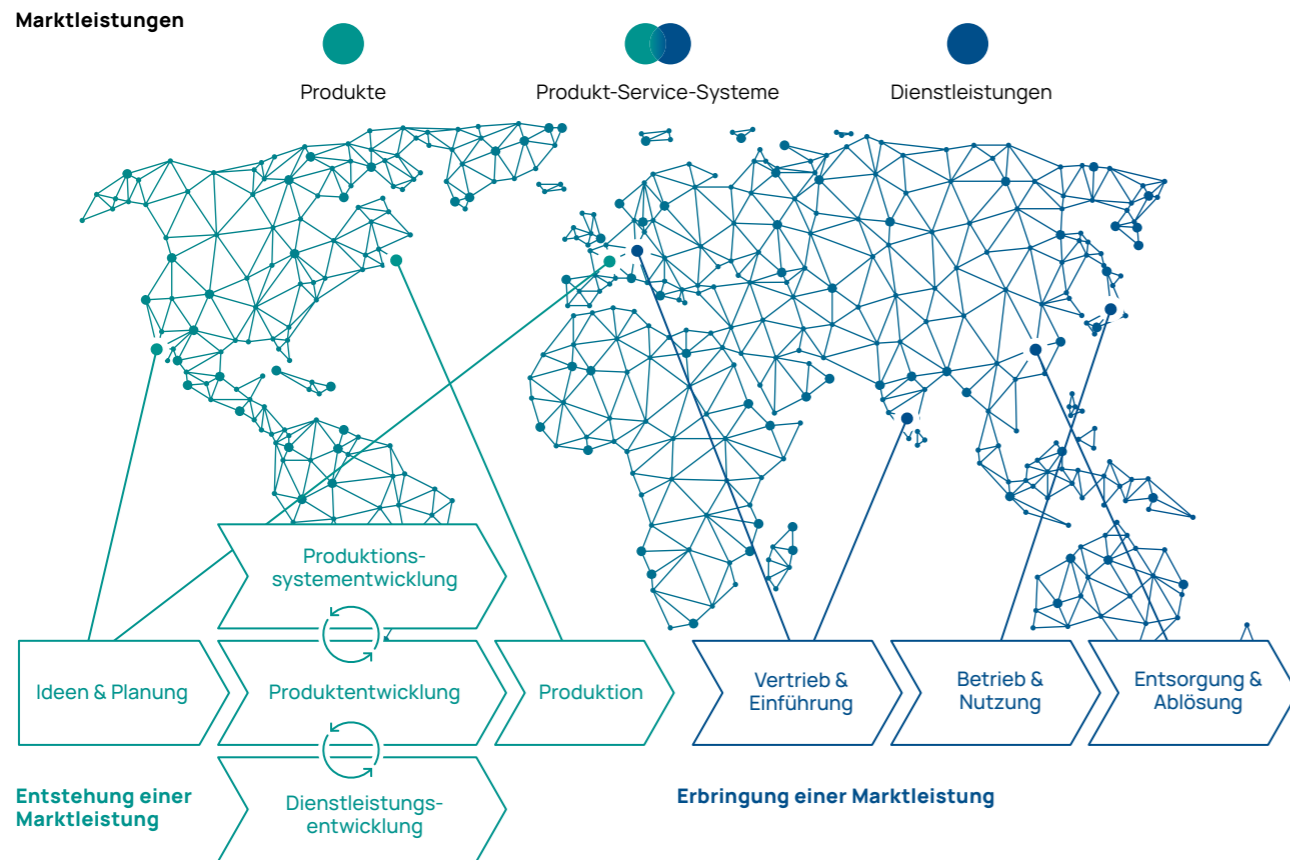 Marktleistungen
Produkte
Produkt-Service-Systeme
Dienstleistungen
Produktions-
systementwicklung
Ideen & Planung
Produktentwicklung
Produktion
Vertrieb &
Einführung
Betrieb &
Nutzung
Entsorgung &
Ablösung
Entstehung einer
Marktleistung
Dienstleistungs-
entwicklung
Erbringung einer Marktleistung